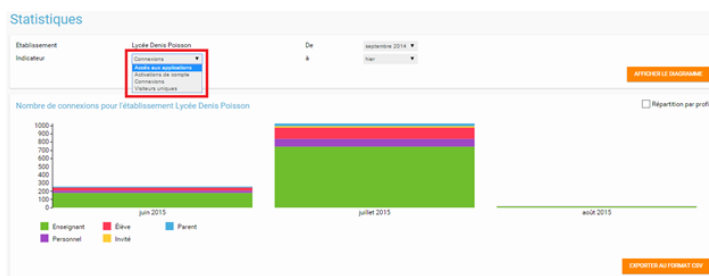 Statistiques
Etablissement Lycée Denis Poisson De septembre 2014
Indicateur Connexions à hier
Accès aux applications
Activations de compte
Connexions
Visiteurs uniques
AFFICHER LE DIAGRAMME
Nombre de connexions pour l'établissement Lycée Denis Poisson Répartition par profi
1000
900
800
700
600
500
400
300
200
100
0
juin 2015 juillet 2015 août 2015
Enseignant Élève Parent
Personnel Invité
EXPORTER AU FORMAT CSV